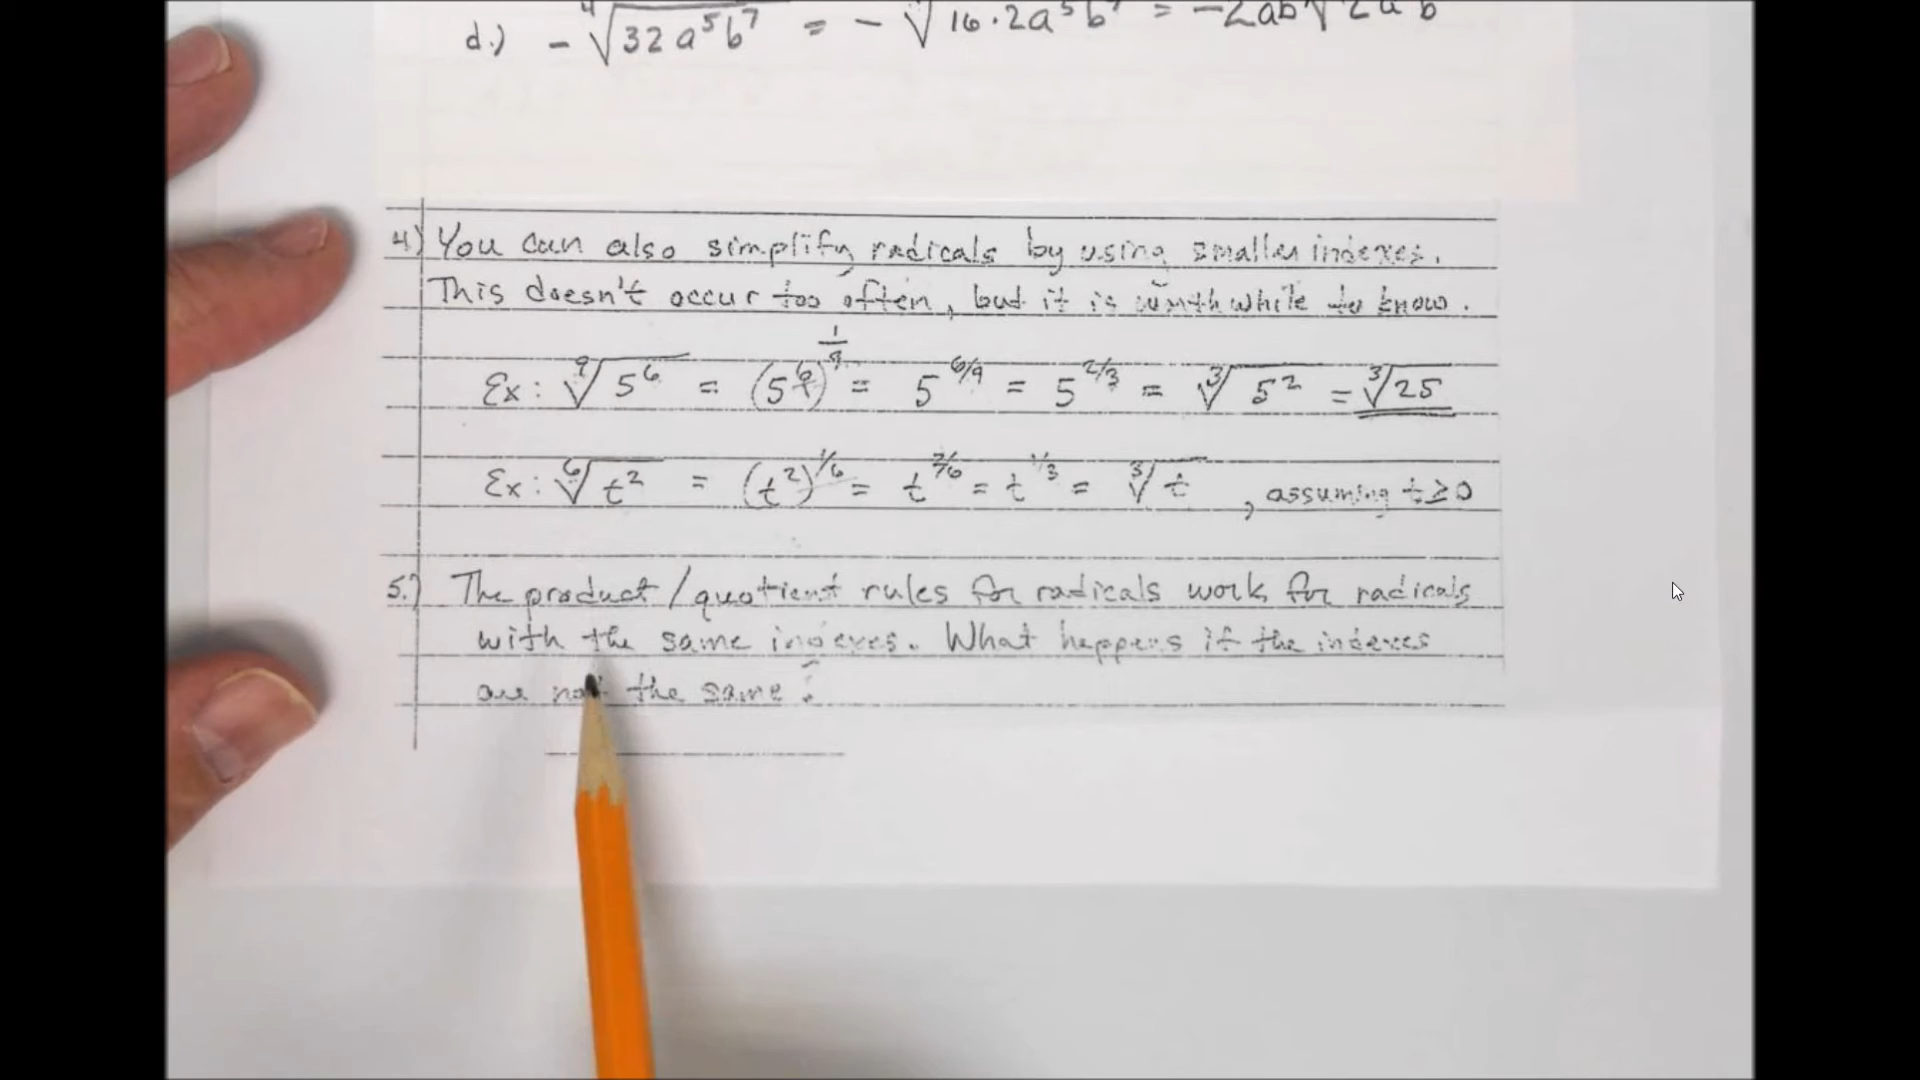 d.) - ∜32a⁵b⁷ = - √16·2a⁵b⁷ = -2ab√2a b
4) You can also simplify radicals by using smaller indexes.
This doesn't occur too often, but it is worthwhile to know.
Ex: ⁹√5⁶ = (5⁶)^1/9 = 5^6/9 = 5^2/3 = ³√5² = ³√25
Ex: ⁶√t² = (t²)^1/6 = t^2/6 = t^1/3 = ³√t , assuming t≥0
5.) The product/quotient rules for radicals work for radicals
with the same indexes. What happens if the indexes
are not the same?